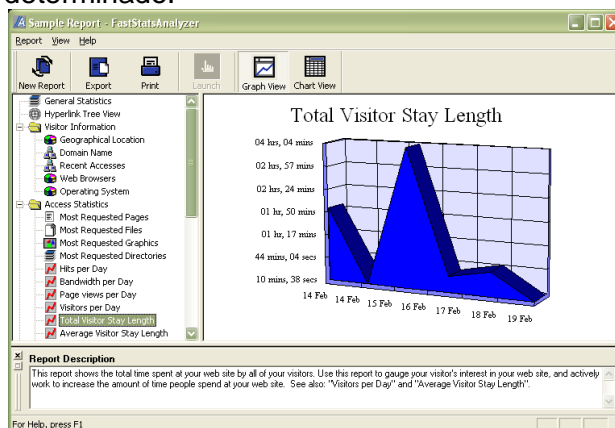 determinado.
Sample Report - FastStatsAnalyzer
Report View Help
New Report Export Print Launch Graph View Chart View
General Statistics
Hyperlink Tree View
Visitor Information
Geographical Location
Domain Name
Recent Accesses
Web Browsers
Operating System
Access Statistics
Most Requested Pages
Most Requested Files
Most Requested Graphics
Most Requested Directories
Hits per Day
Bandwidth per Day
Page views per Day
Visitors per Day
Total Visitor Stay Length
Average Visitor Stay Length
Total Visitor Stay Length
04 hrs, 04 mins
02 hrs, 57 mins
02 hrs, 24 mins
01 hr, 50 mins
01 hr, 17 mins
44 mins, 04 secs
10 mins, 38 secs
14 Feb 14 Feb 15 Feb 16 Feb 17 Feb 18 Feb 19 Feb
Report Description
This report shows the total time spent at your web site by all of your visitors. Use this report to gauge your visitor's interest in your web site, and actively
work to increase the amount of time people spend at your web site. See also: "Visitors per Day" and "Average Visitor Stay Length".
For Help, press F1